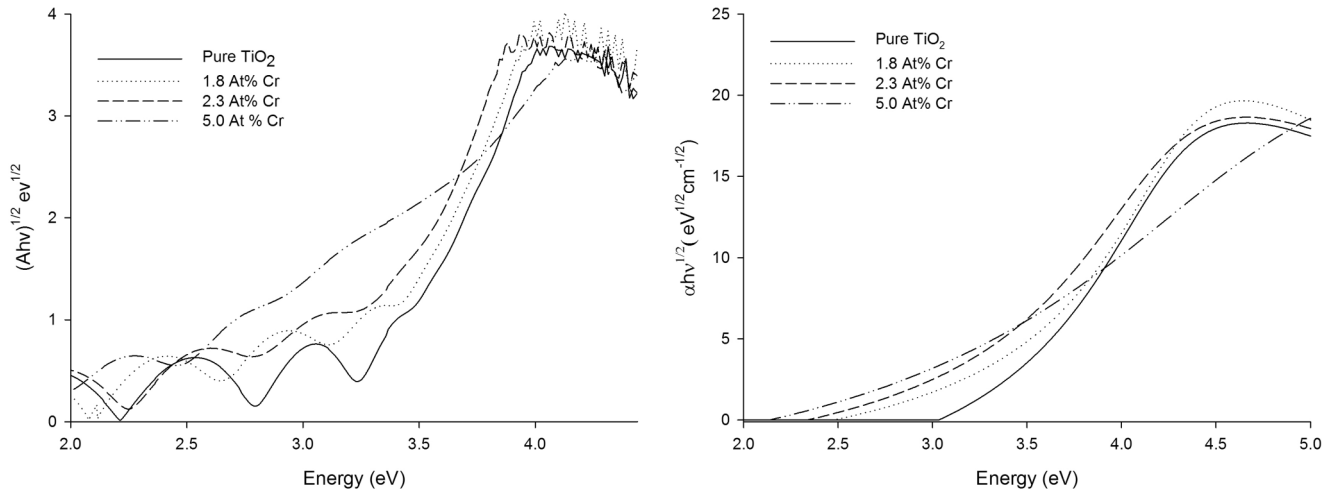 4
3
2
1
0
(Ahv)1/2 ev1/2
Pure TiO2
1.8 At% Cr
2.3 At% Cr
5.0 At % Cr
2.0 2.5 3.0 3.5 4.0
Energy (eV)
25
20
15
10
5
0
αhν1/2( eV1/2cm-1/2)
Pure TiO2
1.8 At% Cr
2.3 At% Cr
5.0 At% Cr
2.0 2.5 3.0 3.5 4.0 4.5 5.0
Energy (eV)